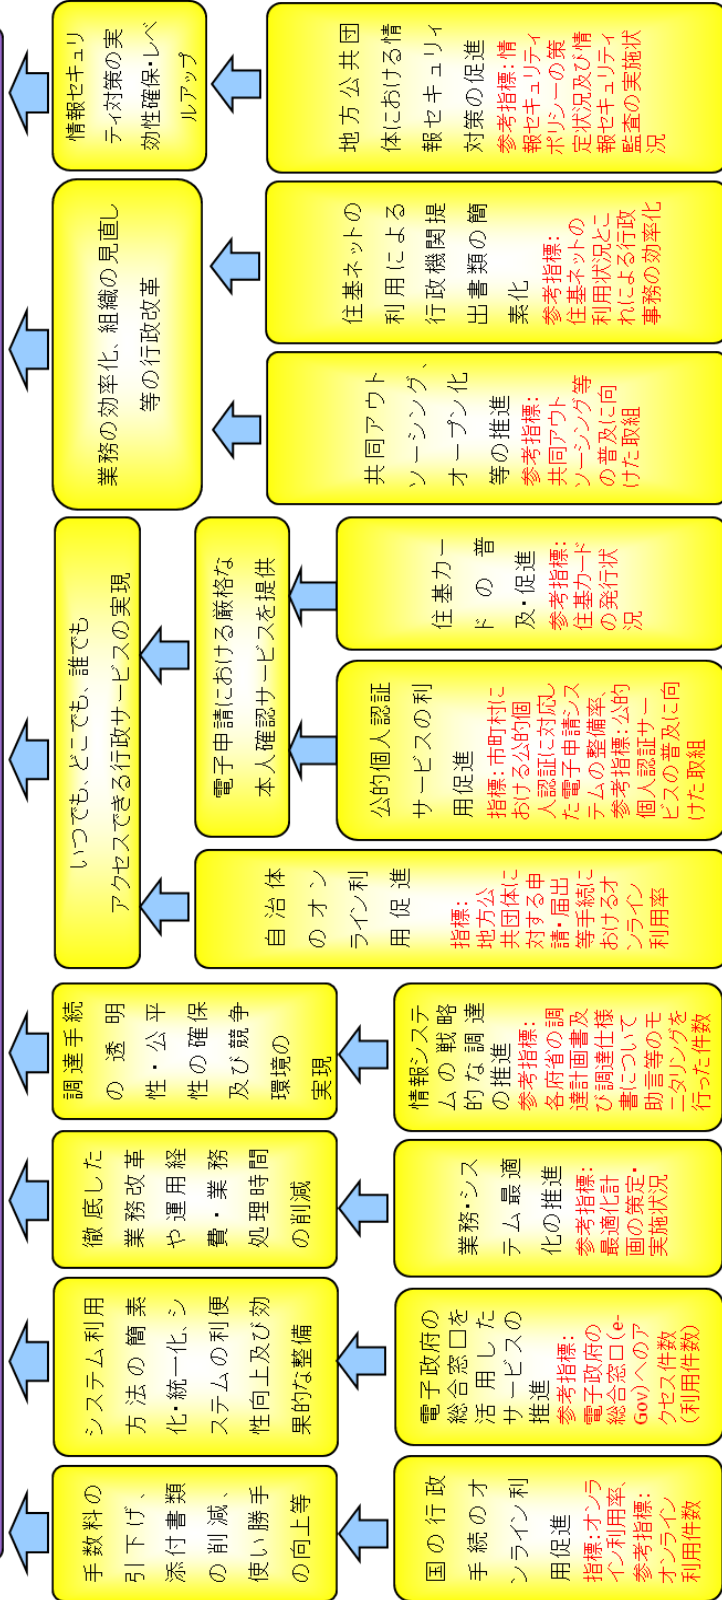 手数料の
引下げ、
添付書類
の削減、
使い勝手
の向上等
システム利用
方法の簡素
化・統一化、シ
ステムの利便
性向上及び効
果的な整備
徹底した
業務改革
や運用経
費・業務
処理時間
の削減
調達手続
の透明
性・公平
性の確保
及び競争
環境の
実現
いつでも、どこでも、誰でも
アクセスできる行政サービスの実現
業務の効率化、組織の見直し
等の行政改革
情報セキュリ
ティ対策の実
効性確保・レベ
ルアップ
電子申請における厳格な
本人確認サービスを提供
国の行政
手続のオ
ンライン利
用促進
指標:オンラ
イン利用率、
参考指標:
オンライン
利用件数
電子政府の
総合窓口を
活用した
サービスの
推進
参考指標:
電子政府の
総合窓口(e-
Gov)へのア
クセス件数
(利用件数)
業務・シス
テム最適
化の推進
参考指標:
最適化計
画の策定・
実施状況
情報システ
ムの戦略
的な調達
の推進
参考指標:
各府省の調
達計画書及
び調達仕様
書について
助言等のモ
ニタリングを
行った件数
自治体
のオン
ライン利
用促進
指標:
地方公
共団体に
対する申
請・届出
等手続に
おけるオ
ンライン
利用率
公的個人認証
サービスの利
用促進
指標:市町村に
おける公的個
人認証に対応し
た電子申請シス
テムの整備率、
参考指標:公的
個人認証サー
ビスの普及に向
けた取組
住基カー
ドの普
及・促進
参考指標:
住基カード
の発行状
況
共同アウト
ソーシング、
オープン化
等の推進
参考指標:
共同アウト
ソーシング等
の普及に向
けた取組
住基ネットの
利用による
行政機関提
出書類の簡
素化
参考指標:
住基ネットの
利用状況とこ
れによる行政
事務の効率化
地方公共団
体における情
報セキュリティ
対策の促進
参考指標:情
報セキュリティ
ポリシーの策
定状況及び情
報セキュリティ
監査の実施状
況